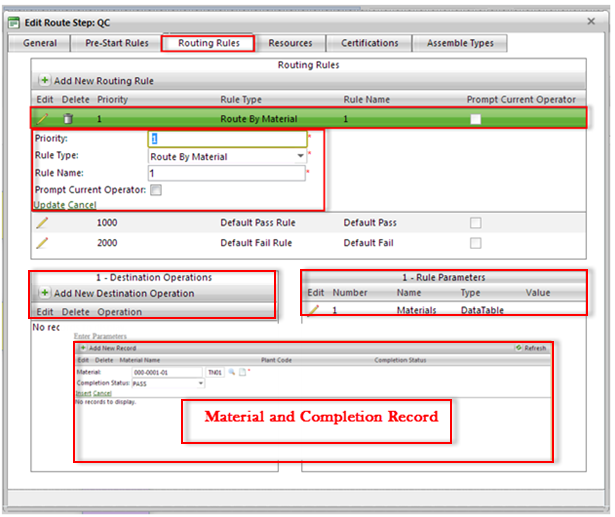 Edit Route Step: QC
General Pre-Start Rules Routing Rules Resources Certifications Assemble Types
Routing Rules
Add New Routing Rule
Edit Delete Priority Rule Type Rule Name Prompt Current Operator
1 Route By Material 1
Priority: 1 *
Rule Type: Route By Material *
Rule Name: 1 *
Prompt Current Operator:
Update Cancel
1000 Default Pass Rule Default Pass
2000 Default Fail Rule Default Fail
1 - Destination Operations
Add New Destination Operation
Edit Delete Operation
No rec
1 - Rule Parameters
Edit Number Name Type Value
1 Materials DataTable
Enter Parameters
Add New Record Refresh
Edit Delete Material Name Plant Code Completion Status
Material: 000-0001-01 TN01 *
Completion Status: PASS
Insert Cancel
No records to display.
Material and Completion Record